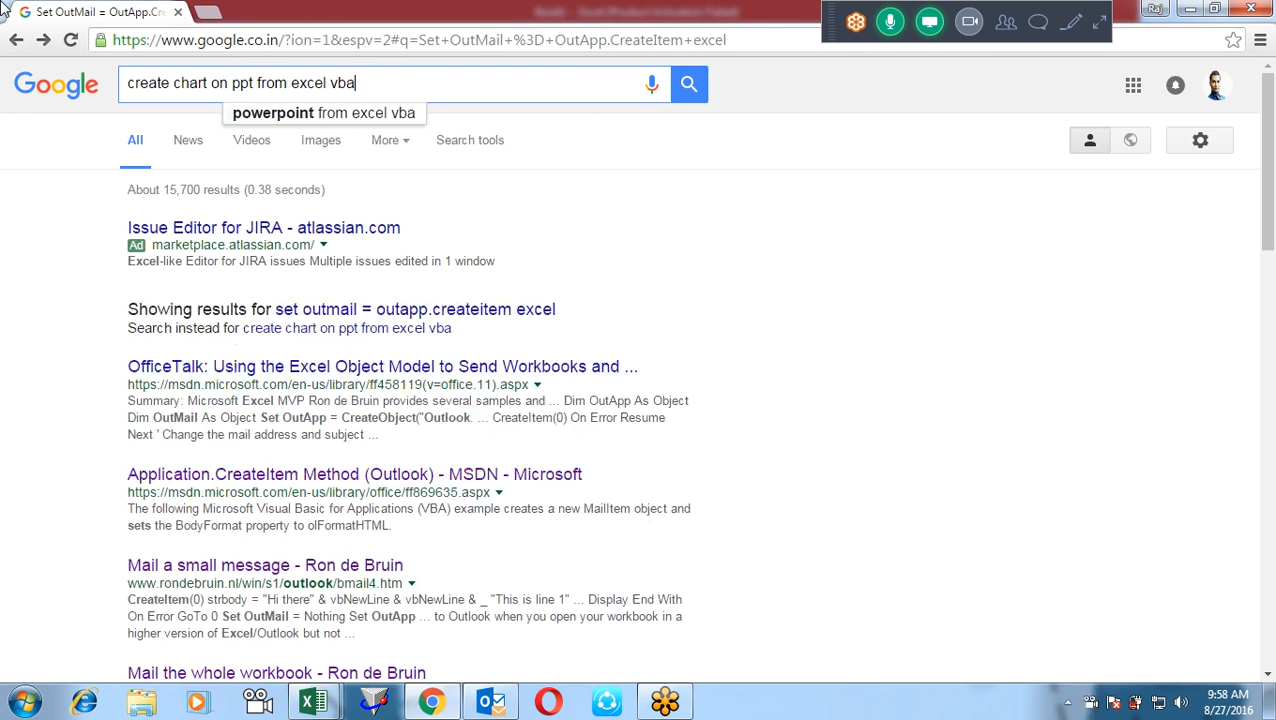 Set OutMail = OutApp.Cre
Raj
https://www.google.co.in/?
=1&espv=2#q=Set+OutMail+%3D+OutApp.CreateItem+excel
Google
create chart on ppt from excel vba
powerpoint from excel vba
All
News
Videos
Images
More
Search tools
About 15,700 results (0.38 seconds)
Issue Editor for JIRA - atlassian.com
Ad marketplace.atlassian.com/
Excel-like Editor for JIRA issues Multiple issues edited in 1 window
Showing results for set outmail = outapp.createitem excel
Search instead for create chart on ppt from excel vba
OfficeTalk: Using the Excel Object Model to Send Workbooks and ...
https://msdn.microsoft.com/en-us/library/ff458119(v=office.11).aspx
Summary: Microsoft Excel MVP Ron de Bruin provides several samples and ... Dim OutApp As Object
Dim OutMail As Object Set OutApp = CreateObject("Outlook. ... CreateItem(0) On Error Resume
Next ' Change the mail address and subject ...
Application.CreateItem Method (Outlook) - MSDN - Microsoft
https://msdn.microsoft.com/en-us/library/office/ff869635.aspx
The following Microsoft Visual Basic for Applications (VBA) example creates a new MailItem object and
sets the BodyFormat property to olFormatHTML.
Mail a small message - Ron de Bruin
www.rondebruin.nl/win/s1/outlook/bmail4.htm
CreateItem(0) strbody = "Hi there" & vbNewLine & vbNewLine & _ "This is line 1" ... Display End With
On Error GoTo 0 Set OutMail = Nothing Set OutApp ... to Outlook when you open your workbook in a
higher version of Excel/Outlook but not ...
Mail the whole workbook - Ron de Bruin
9:58 AM
8/27/2016